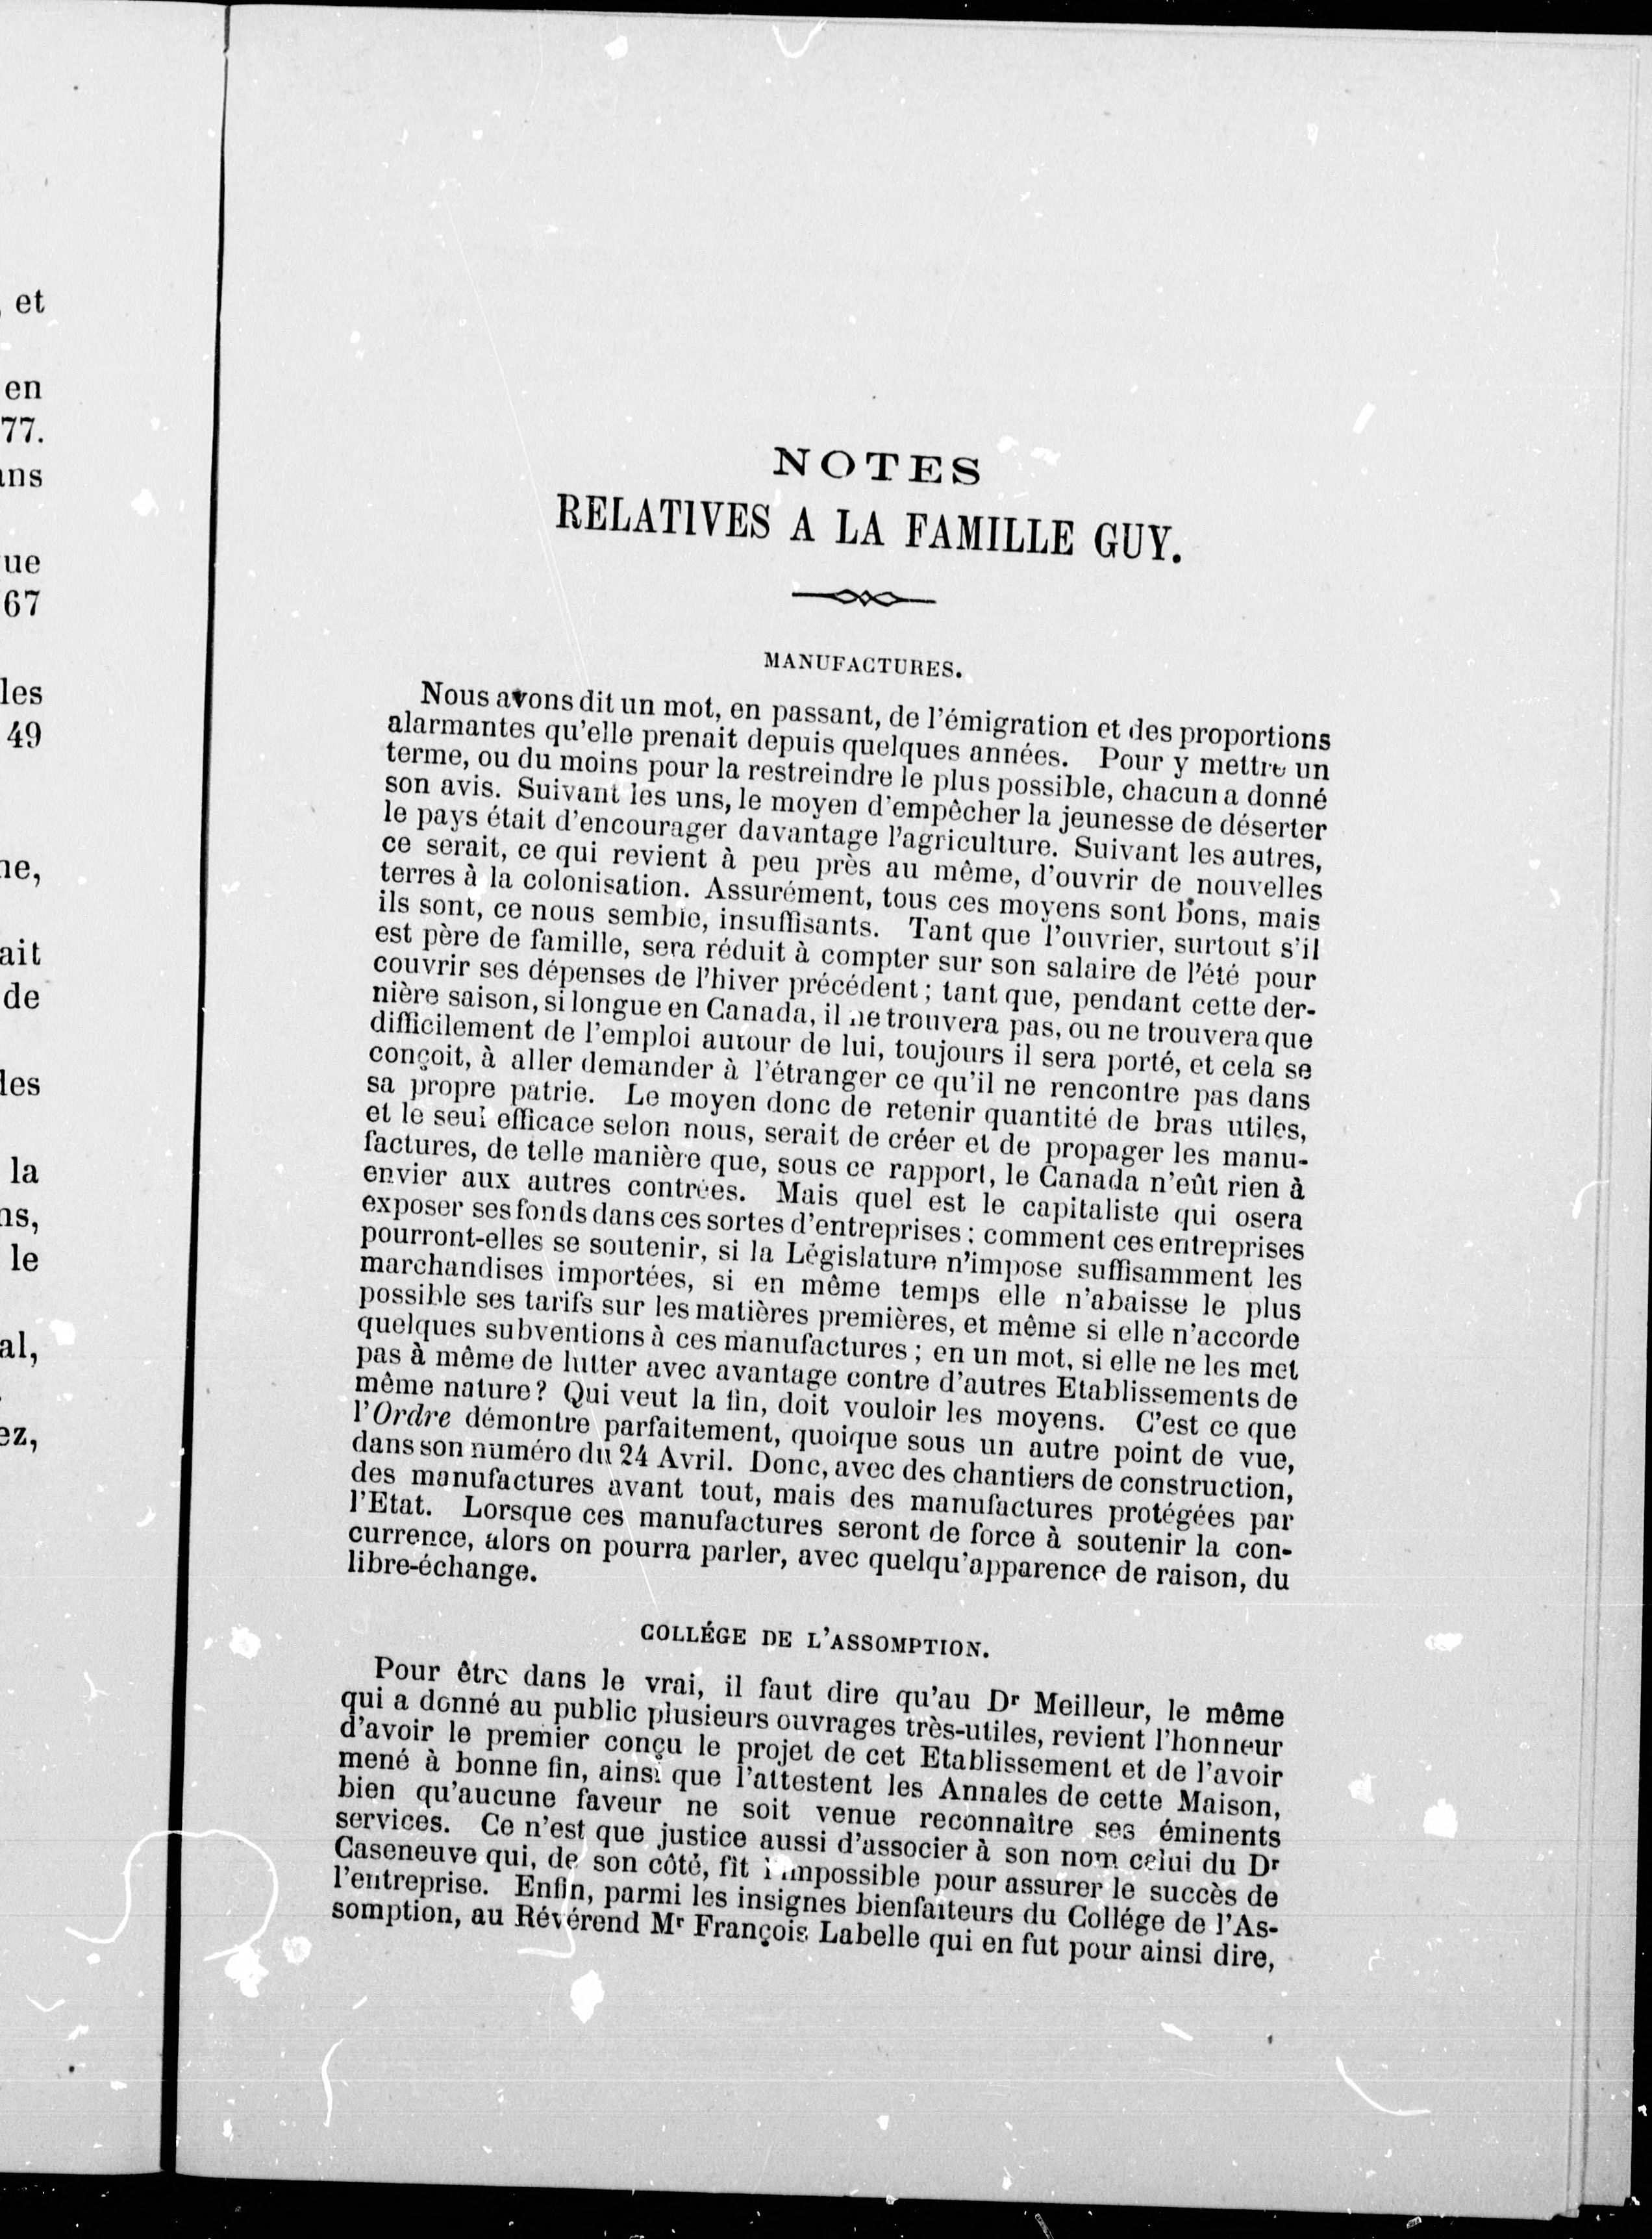 , et
en
77.
ans
ue
67
les
49
ne,
ait
de
les
la
ns,
le
al,
ez,
NOTES
RELATIVES A LA FAMILLE GUY.
MANUFACTURES.
Nous avons dit un mot, en passant, de l'émigration et des proportions
alarmantes qu'elle prenait depuis quelques années. Pour y mettre un
terme, ou du moins pour la restreindre le plus possible, chacun a donné
son avis. Suivant les uns, le moyen d'empêcher la jeunesse de déserter
le pays était d'encourager davantage l'agriculture. Suivant les autres,
ce serait, ce qui revient à peu près au même, d'ouvrir de nouvelles
terres à la colonisation. Assurément, tous ces moyens sont bons, mais
ils sont, ce nous semble, insuffisants. Tant que l'ouvrier, surtout s'il
est père de famille, sera réduit à compter sur son salaire de l'été pour
couvrir ses dépenses de l'hiver précédent ; tant que, pendant cette der-
nière saison, si longue en Canada, il ne trouvera pas, ou ne trouvera que
difficilement de l'emploi autour de lui, toujours il sera porté, et cela se
conçoit, à aller demander à l'étranger ce qu'il ne rencontre pas dans
sa propre patrie. Le moyen donc de retenir quantité de bras utiles,
et le seul efficace selon nous, serait de créer et de propager les manu-
factures, de telle manière que, sous ce rapport, le Canada n'eût rien à
envier aux autres contrées. Mais quel est le capitaliste qui osera
exposer ses fonds dans ces sortes d'entreprises ; comment ces entreprises
pourront-elles se soutenir, si la Législature n'impose suffisamment les
marchandises importées, si en même temps elle n'abaisse le plus
possible ses tarifs sur les matières premières, et même si elle n'accorde
quelques subventions à ces manufactures ; en un mot, si elle ne les met
pas à même de lutter avec avantage contre d'autres Etablissements de
même nature ? Qui veut la fin, doit vouloir les moyens. C'est ce que
l'Ordre démontre parfaitement, quoique sous un autre point de vue,
dans son numéro du 24 Avril. Donc, avec des chantiers de construction,
des manufactures avant tout, mais des manufactures protégées par
l'Etat. Lorsque ces manufactures seront de force à soutenir la con-
currence, alors on pourra parler, avec quelqu'apparence de raison, du
libre-échange.
COLLÉGE DE L'ASSOMPTION.
Pour être dans le vrai, il faut dire qu'au Dr Meilleur, le même
qui a donné au public plusieurs ouvrages très-utiles, revient l'honneur
d'avoir le premier conçu le projet de cet Etablissement et de l'avoir
mené à bonne fin, ainsi que l'attestent les Annales de cette Maison,
bien qu'aucune faveur ne soit venue reconnaître ses éminents
services. Ce n'est que justice aussi d'associer à son nom celui du Dr
Caseneuve qui, de son côté, fit l'impossible pour assurer le succès de
l'entreprise. Enfin, parmi les insignes bienfaiteurs du Collége de l'As-
somption, au Révérend Mr François Labelle qui en fut pour ainsi dire,